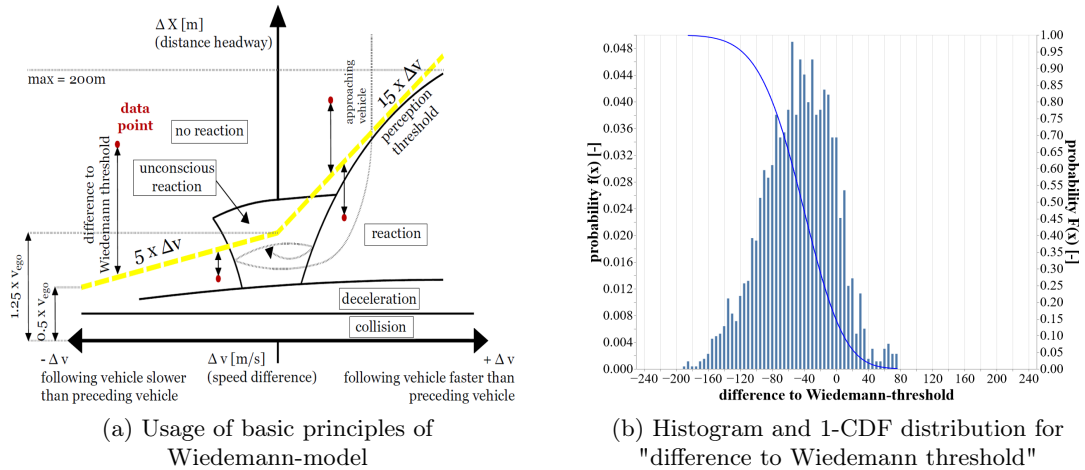 Δ X [m]
(distance headway)
max = 200m
data
point
no reaction
unconscious
reaction
difference to
Wiedemann threshold
approaching
vehicle
15 x Δv
perception
threshold
reaction
5 x Δv
1.25 x v_ego
0.5 x v_ego
deceleration
collision
- Δ v
following vehicle slower
than preceding vehicle
Δ v [m/s]
(speed difference)
+ Δ v
following vehicle faster than
preceding vehicle
(a) Usage of basic principles of
Wiedemann-model
probability f(x) [-]
0.048
0.044
0.040
0.036
0.032
0.028
0.024
0.020
0.016
0.012
0.008
0.004
0.000
-240 -200 -160 -120 -80 -40 0 40 80 120 160 200 240
difference to Wiedemann-threshold
1.00
0.95
0.90
0.85
0.80
0.75
0.70
0.65
0.60
0.55
0.50
0.45
0.40
0.35
0.30
0.25
0.20
0.15
0.10
0.05
0.00
probability F'(x) [-]
(b) Histogram and 1-CDF distribution for
"difference to Wiedemann threshold"